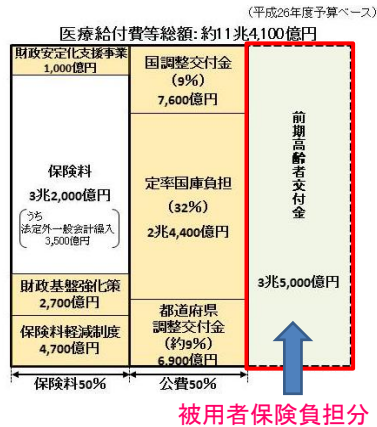 (平成26年度予算ベース)
医療給付費等総額: 約11兆4,100億円
財政安定化支援事業
1,000億円
保険料
3兆2,000億円
うち
法定外一般会計繰入
3,500億円
財政基盤強化策
2,700億円
保険料軽減制度
4,700億円
国調整交付金
(9%)
7,600億円
定率国庫負担
(32%)
2兆4,400億円
都道府県
調整交付金
(約9%)
6.900億円
前期高齢者交付金
3兆5,000億円
保険料50%
公費50%
被用者保険負担分